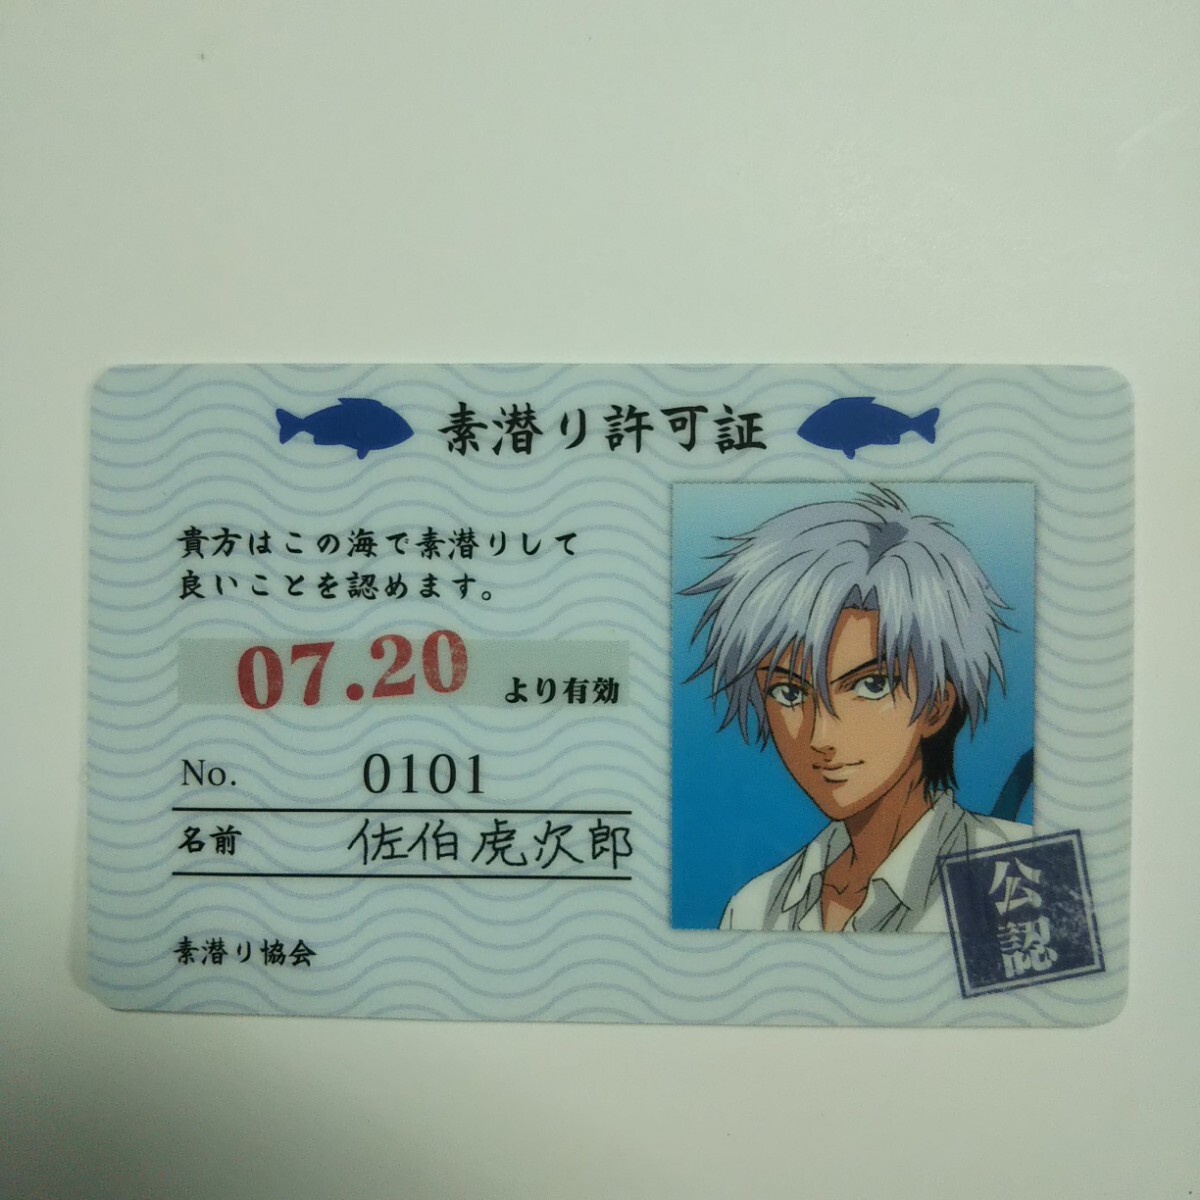 素潜り許可証
貴方はこの海で素潜りして
良いことを認めます。
07.20 より有効
No. 0101
名前 佐伯虎次郎
素潜り協会
公認